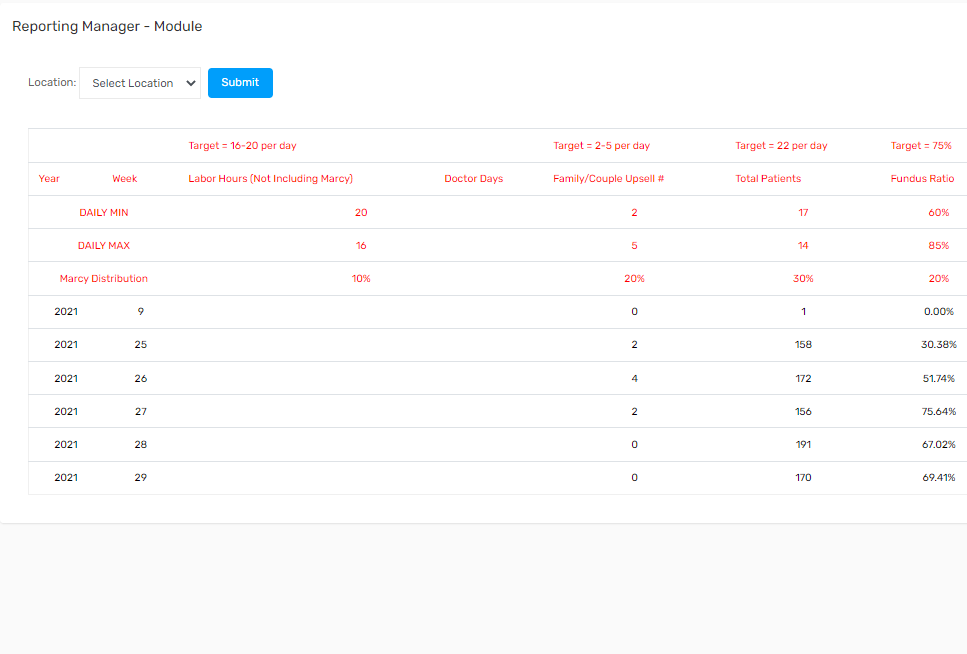 Reporting Manager - Module
Location: Select Location Submit
Target = 16-20 per day Target = 2-5 per day Target = 22 per day Target = 75%
Year Week Labor Hours (Not Including Marcy) Doctor Days Family/Couple Upsell # Total Patients Fundus Ratio
DAILY MIN 20 2 17 60%
DAILY MAX 16 5 14 85%
Marcy Distribution 10% 20% 30% 20%
2021 9 0 1 0.00%
2021 25 2 158 30.38%
2021 26 4 172 51.74%
2021 27 2 156 75.64%
2021 28 0 191 67.02%
2021 29 0 170 69.41%